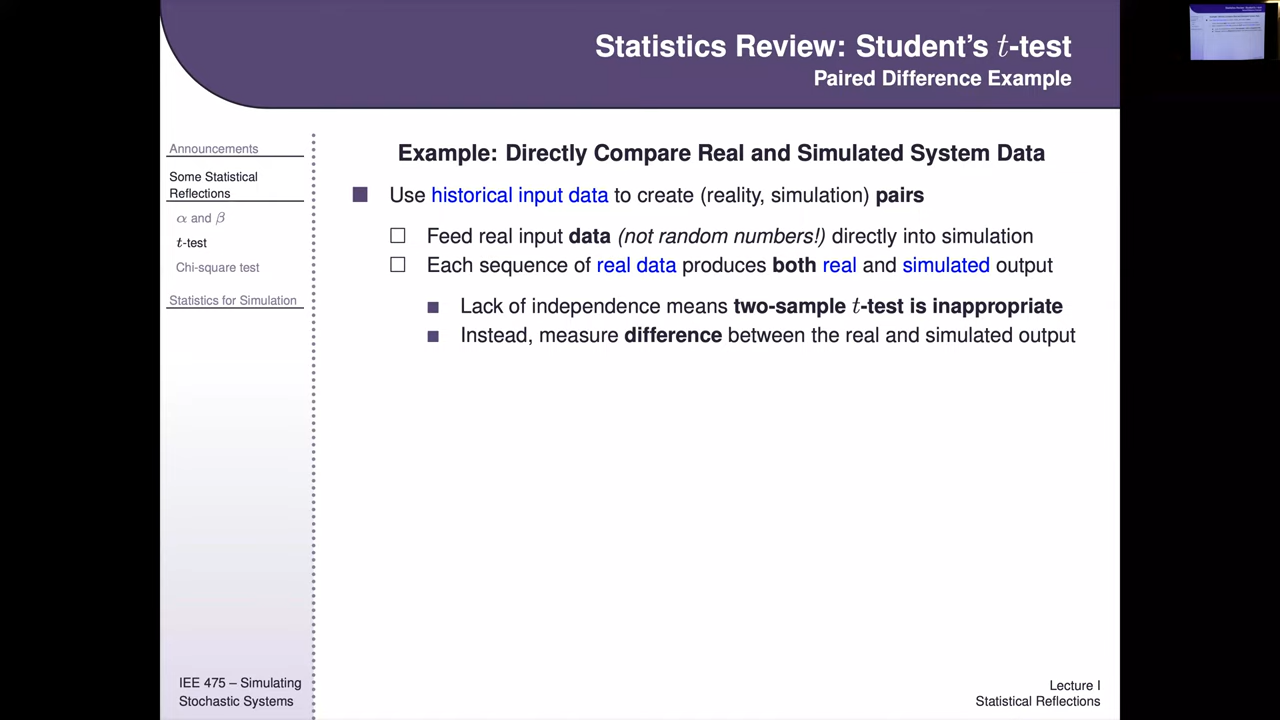 Statistics Review: Student's t-test
Paired Difference Example
Announcements
Some Statistical
Reflections
α and β
t-test
Chi-square test
Statistics for Simulation
Example: Directly Compare Real and Simulated System Data
Use historical input data to create (reality, simulation) pairs
Feed real input data (not random numbers!) directly into simulation
Each sequence of real data produces both real and simulated output
Lack of independence means two-sample t-test is inappropriate
Instead, measure difference between the real and simulated output
IEE 475 – Simulating
Stochastic Systems
Lecture I
Statistical Reflections